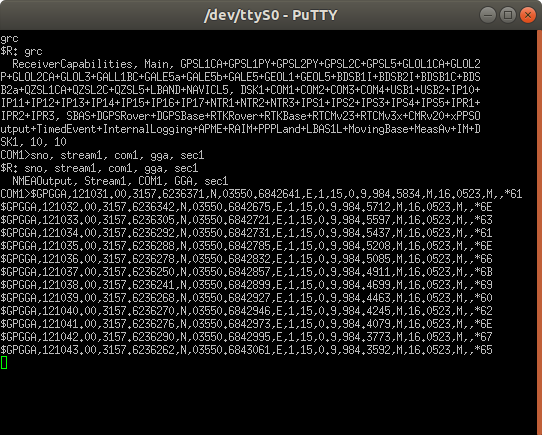 /dev/ttyS0 - PuTTY
grc
$R: grc
ReceiverCapabilities, Main, GPSL1CA+GPSL1PY+GPSL2PY+GPSL2C+GPSL5+GLOL1CA+GLOL2
P+GLOL2CA+GLOL3+GALL1BC+GALE5a+GALE5b+GALE5+GEOL1+GEOL5+BDSB1I+BDSB2I+BDSB1C+BDS
B2a+QZSL1CA+QZSL2C+QZSL5+LBAND+NAVICL5, DSK1+COM1+COM2+COM3+COM4+USB1+USB2+IP10+
IP11+IP12+IP13+IP14+IP15+IP16+IP17+NTR1+NTR2+NTR3+IPS1+IPS2+IPS3+IPS4+IPS5+IPR1+
IPR2+IPR3, SBAS+DGPSRover+DGPSBase+RTKRover+RTKBase+RTCMv23+RTCMv3x+CMRv20+xPPSO
utput+TimedEvent+InternalLogging+APME+RAIM+PPPLand+LBAS1L+MovingBase+MeasAv+IM+D
SK1, 10, 10
COM1>sno, stream1, com1, gga, sec1
$R: sno, stream1, com1, gga, sec1
NMEAOutput, Stream1, COM1, GGA, sec1
COM1>$GPGGA,121031.00,3157.6236371,N,03550.6842641,E,1,15,0.9,984.5834,M,16.0523,M,,*61
$GPGGA,121032.00,3157.6236342,N,03550.6842675,E,1,15,0.9,984.5712,M,16.0523,M,,*6E
$GPGGA,121033.00,3157.6236305,N,03550.6842721,E,1,15,0.9,984.5597,M,16.0523,M,,*63
$GPGGA,121034.00,3157.6236292,N,03550.6842731,E,1,15,0.9,984.5437,M,16.0523,M,,*61
$GPGGA,121035.00,3157.6236288,N,03550.6842785,E,1,15,0.9,984.5208,M,16.0523,M,,*6E
$GPGGA,121036.00,3157.6236278,N,03550.6842832,E,1,15,0.9,984.5085,M,16.0523,M,,*66
$GPGGA,121037.00,3157.6236250,N,03550.6842857,E,1,15,0.9,984.4911,M,16.0523,M,,*6B
$GPGGA,121038.00,3157.6236241,N,03550.6842899,E,1,15,0.9,984.4699,M,16.0523,M,,*69
$GPGGA,121039.00,3157.6236268,N,03550.6842927,E,1,15,0.9,984.4463,M,16.0523,M,,*60
$GPGGA,121040.00,3157.6236270,N,03550.6842946,E,1,15,0.9,984.4245,M,16.0523,M,,*62
$GPGGA,121041.00,3157.6236276,N,03550.6842973,E,1,15,0.9,984.4079,M,16.0523,M,,*6E
$GPGGA,121042.00,3157.6236290,N,03550.6842995,E,1,15,0.9,984.3773,M,16.0523,M,,*67
$GPGGA,121043.00,3157.6236262,N,03550.6843061,E,1,15,0.9,984.3592,M,16.0523,M,,*65